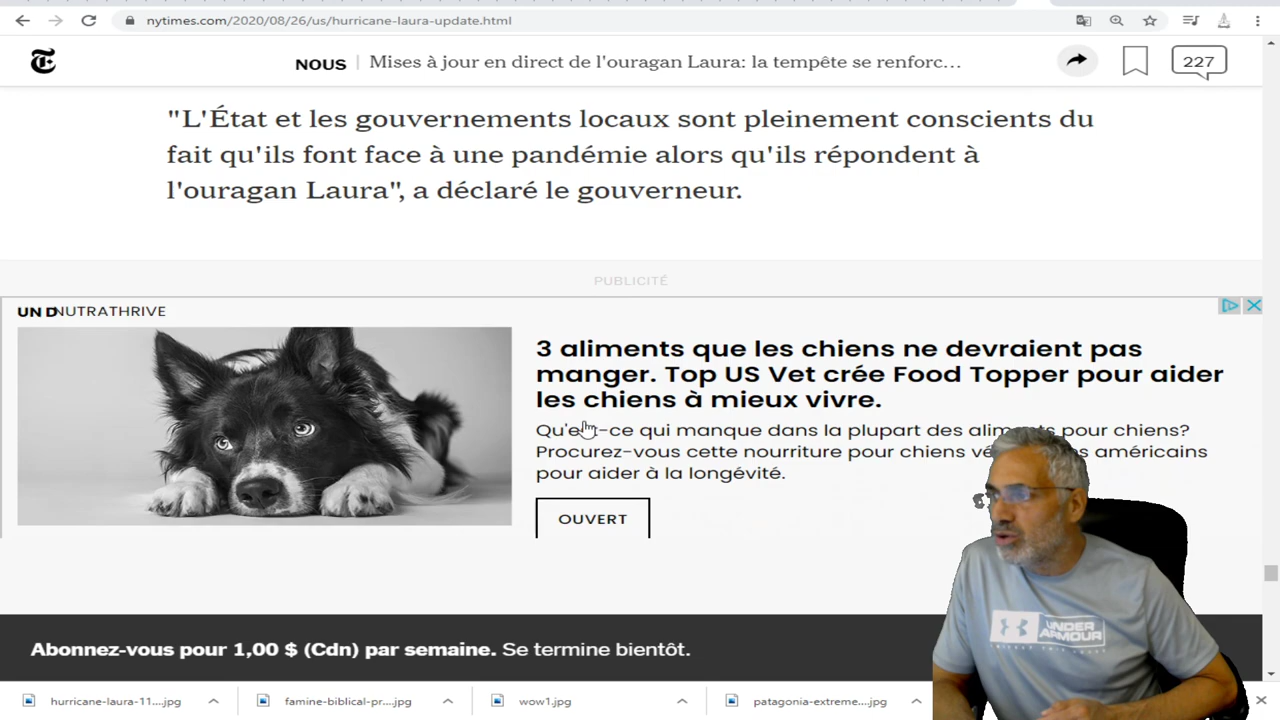 nytimes.com/2020/08/26/us/hurricane-laura-update.html
NOUS | Mises à jour en direct de l'ouragan Laura: la tempête se renforc...
227
"L'État et les gouvernements locaux sont pleinement conscients du
fait qu'ils font face à une pandémie alors qu'ils répondent à
l'ouragan Laura", a déclaré le gouverneur.
PUBLICITÉ
NUTRATHRIVE
3 aliments que les chiens ne devraient pas
manger. Top US Vet crée Food Topper pour aider
les chiens à mieux vivre.
Qu'est-ce qui manque dans la plupart des aliments pour chiens?
Procurez-vous cette nourriture pour chiens américains
pour aider à la longévité.
OUVERT
UNDER
ARMOUR
Abonnez-vous pour 1,00 $ (Cdn) par semaine. Se termine bientôt.
hurricane-laura-11....jpg
famine-biblical-pr....jpg
wow1.jpg
patagonia-extreme....jpg